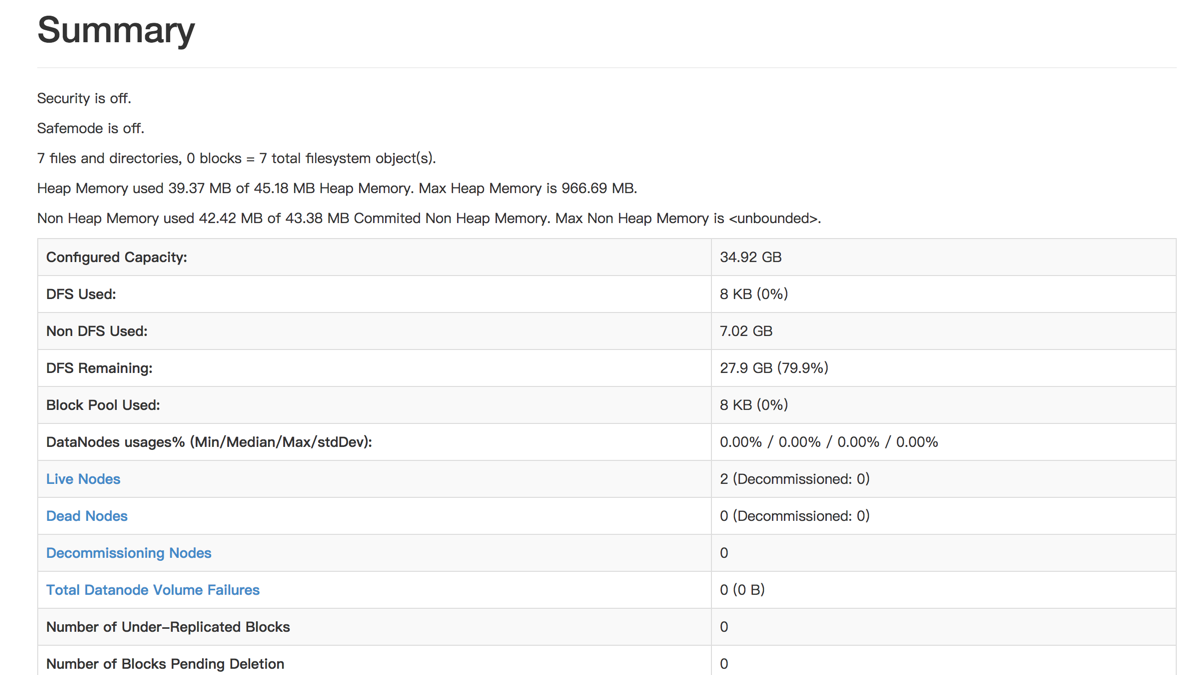 Summary
Security is off.
Safemode is off.
7 files and directories, 0 blocks = 7 total filesystem object(s).
Heap Memory used 39.37 MB of 45.18 MB Heap Memory. Max Heap Memory is 966.69 MB.
Non Heap Memory used 42.42 MB of 43.38 MB Commited Non Heap Memory. Max Non Heap Memory is <unbounded>.
Configured Capacity: 34.92 GB
DFS Used: 8 KB (0%)
Non DFS Used: 7.02 GB
DFS Remaining: 27.9 GB (79.9%)
Block Pool Used: 8 KB (0%)
DataNodes usages% (Min/Median/Max/stdDev): 0.00% / 0.00% / 0.00% / 0.00%
Live Nodes 2 (Decommissioned: 0)
Dead Nodes 0 (Decommissioned: 0)
Decommissioning Nodes 0
Total Datanode Volume Failures 0 (0 B)
Number of Under-Replicated Blocks 0
Number of Blocks Pending Deletion 0